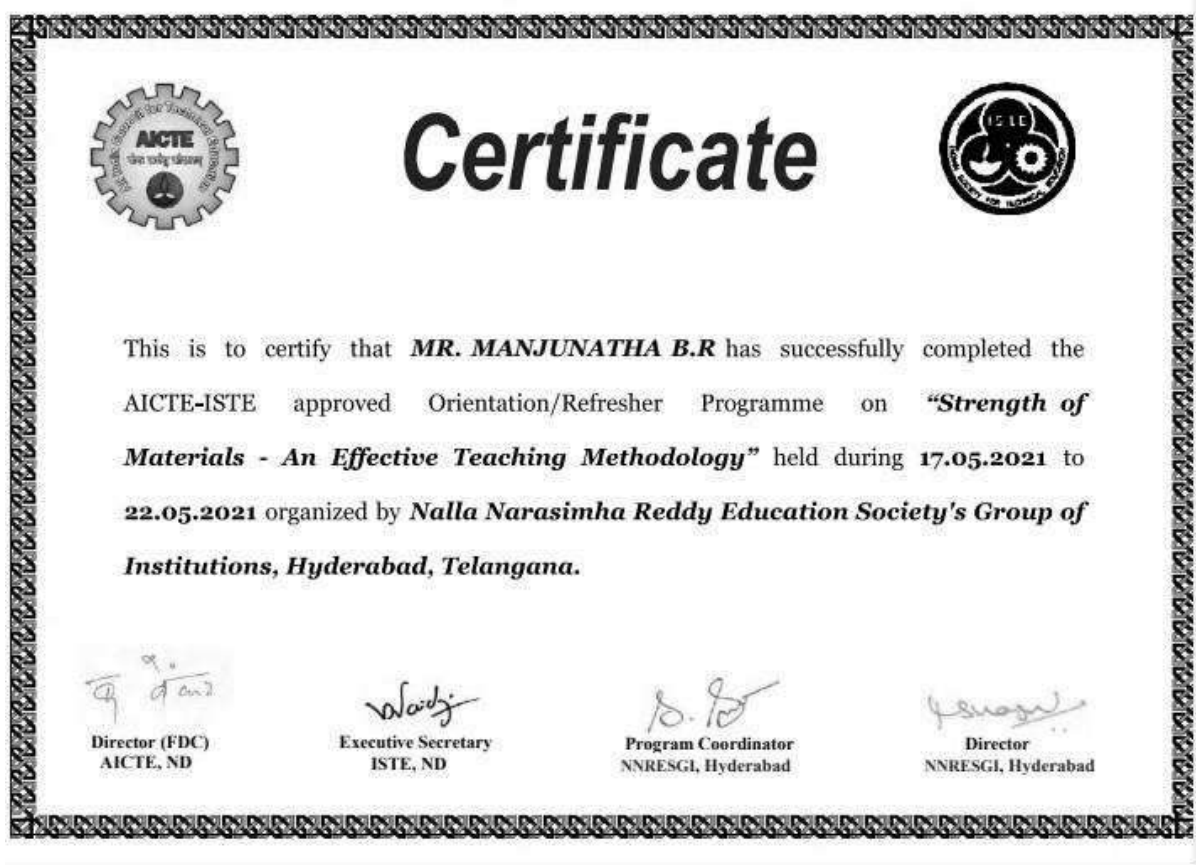 AICTE
Certificate
This is to certify that MR. MANJUNATHA B.R has successfully completed the
AICTE-ISTE approved Orientation/Refresher Programme on “Strength of
Materials - An Effective Teaching Methodology” held during 17.05.2021 to
22.05.2021 organized by Nalla Narasimha Reddy Education Society's Group of
Institutions, Hyderabad, Telangana.
Director (FDC)
AICTE, ND
Executive Secretary
ISTE, ND
Program Coordinator
NNRESGI, Hyderabad
Director
NNRESGI, Hyderabad